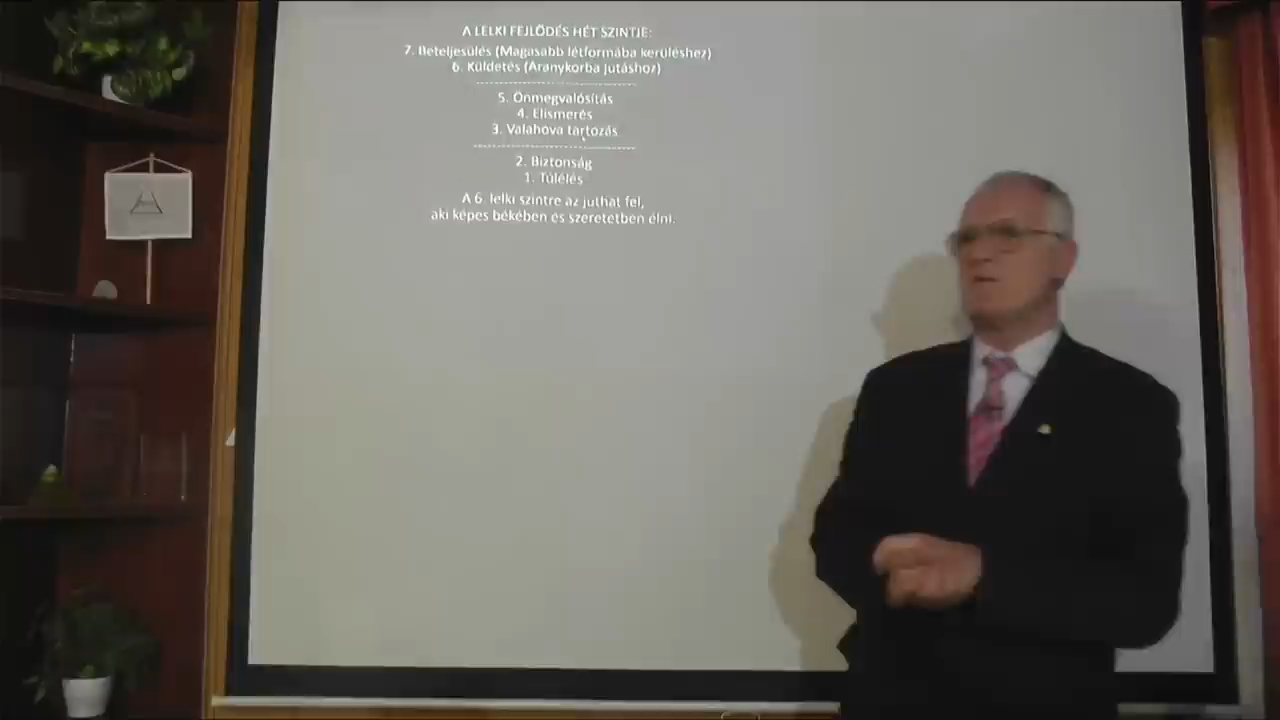 A LELKI FEJLŐDÉS HÉT SZINTJE:
7. Beteljesülés (Magasabb létformába kerüléshez)
6. Küldetés (Aranykorba jutáshoz)
5. Önmegvalósítás
4. Elismerés
3. Valahova tartozás
2. Biztonság
1. Túlélés
A 6. lelki szintre az juthat fel,
aki képes békében és szeretetben élni.